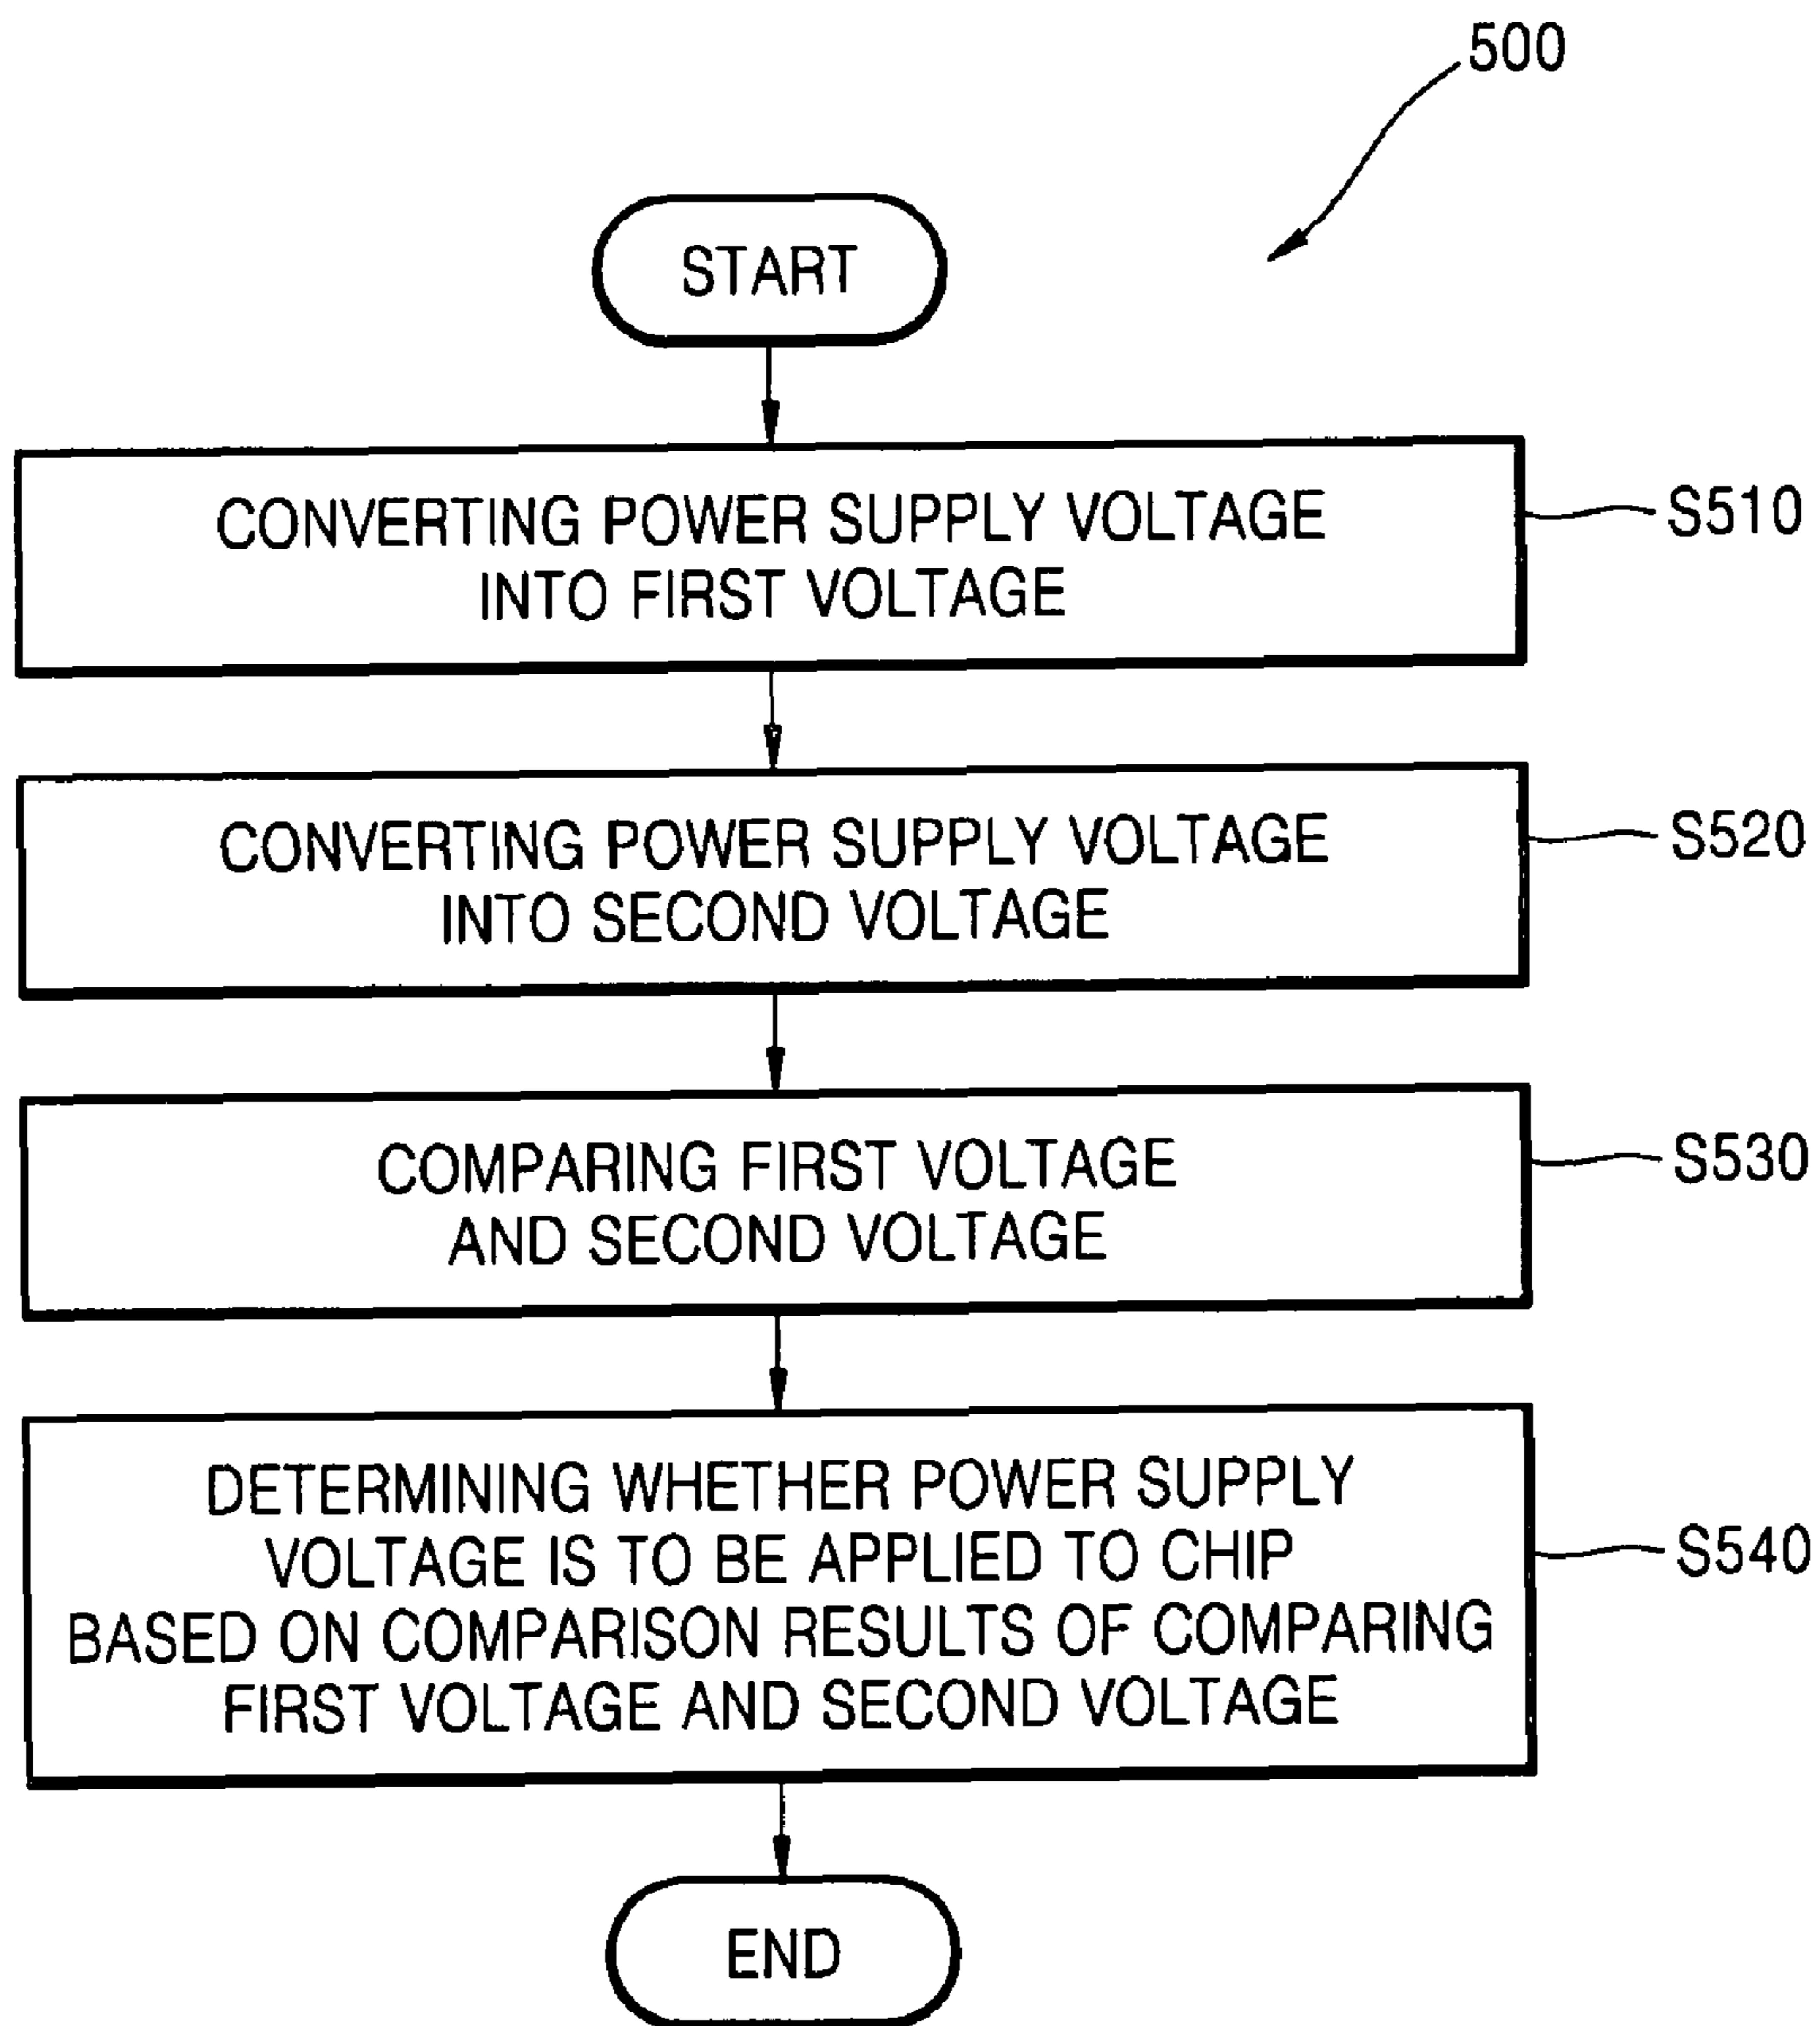 500
START
CONVERTING POWER SUPPLY VOLTAGE
INTO FIRST VOLTAGE
S510
CONVERTING POWER SUPPLY VOLTAGE
INTO SECOND VOLTAGE
S520
COMPARING FIRST VOLTAGE
AND SECOND VOLTAGE
S530
DETERMINING WHETHER POWER SUPPLY
VOLTAGE IS TO BE APPLIED TO CHIP
BASED ON COMPARISON RESULTS OF COMPARING
FIRST VOLTAGE AND SECOND VOLTAGE
S540
END